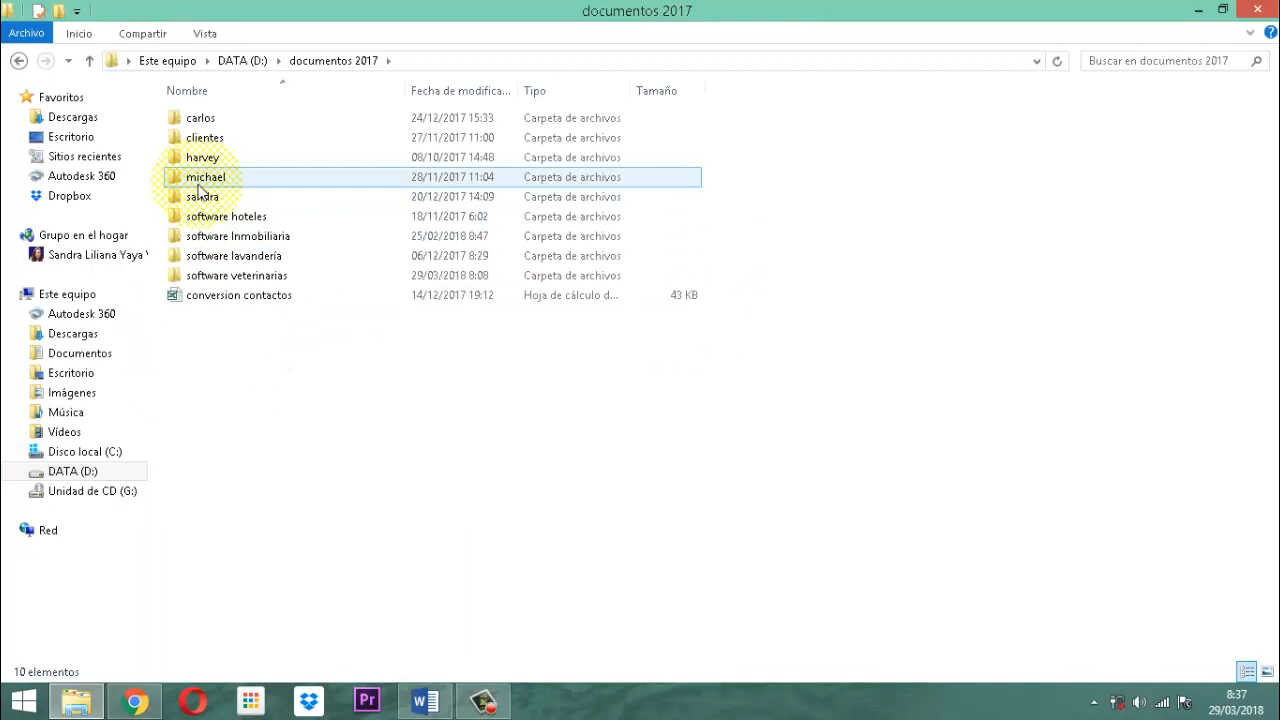 documentos 2017
Archivo Inicio Compartir Vista
Este equipo DATA (D:) documentos 2017
Buscar en documentos 2017
Nombre Fecha de modifica... Tipo Tamaño
carlos 24/12/2017 15:33 Carpeta de archivos
clientes 27/11/2017 11:00 Carpeta de archivos
harvey 08/10/2017 14:48 Carpeta de archivos
michael 28/11/2017 11:04 Carpeta de archivos
sandra 20/12/2017 14:09 Carpeta de archivos
software hoteles 18/11/2017 6:02 Carpeta de archivos
software Inmobiliaria 25/02/2018 8:47 Carpeta de archivos
software lavandería 06/12/2017 8:29 Carpeta de archivos
software veterinarias 29/03/2018 8:08 Carpeta de archivos
conversion contactos 14/12/2017 19:12 Hoja de cálculo d... 43 KB
Favoritos
Descargas
Escritorio
Sitios recientes
Autodesk 360
Dropbox
Grupo en el hogar
Sandra Liliana Yaya
Este equipo
Autodesk 360
Descargas
Documentos
Escritorio
Imágenes
Música
Vídeos
Disco local (C:)
DATA (D:)
Unidad de CD (G:)
Red
10 elementos
Pr
8:37
29/03/2018